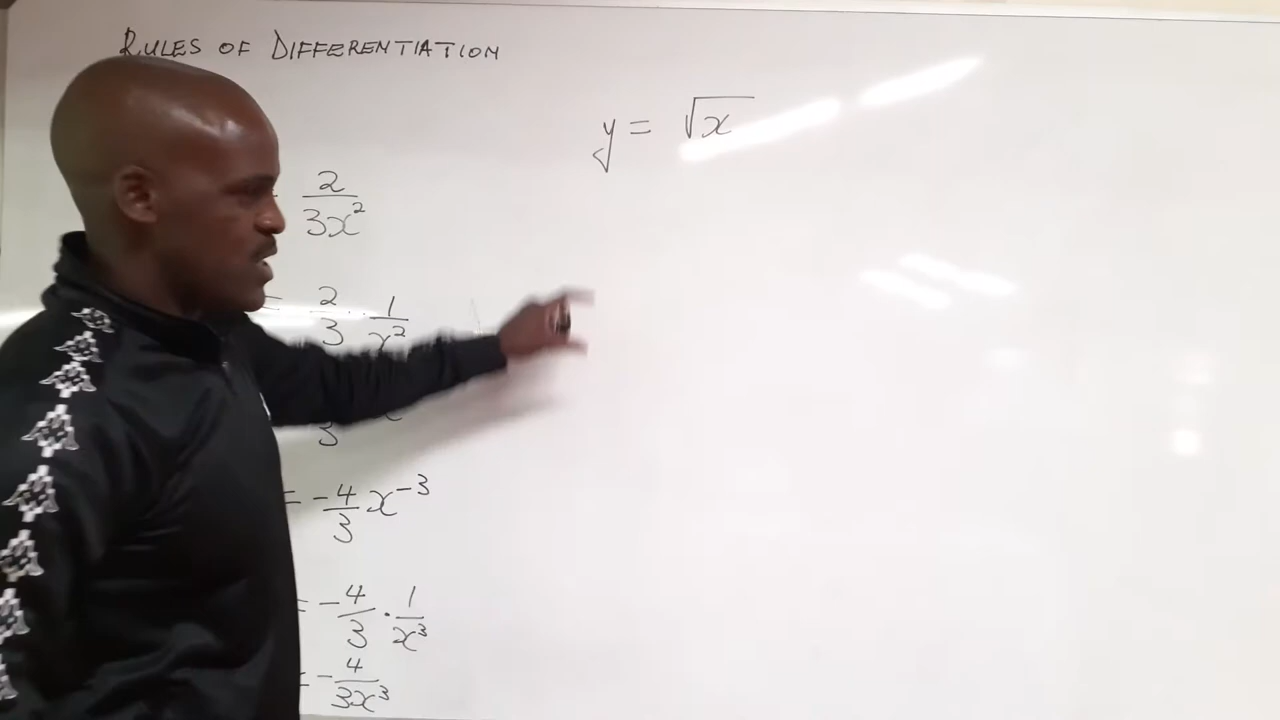 RULES OF DIFFERENTIATION
2/3x²
= 2/3 · 1/x²
3
= -4/3 x⁻³
= -4/3 · 1/x³
= -4/3x³
y = √x